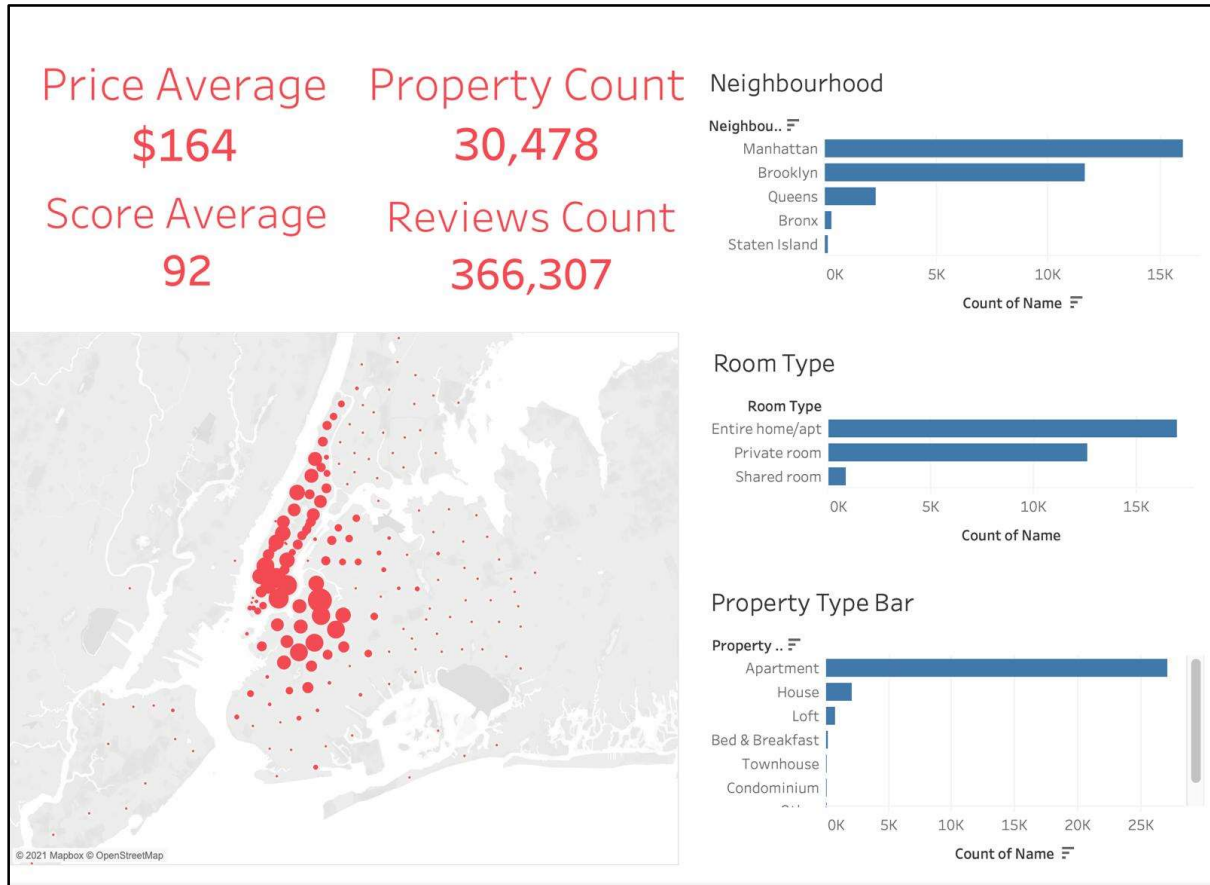 Price Average
$164
Property Count
30,478
Score Average
92
Reviews Count
366,307
© 2021 Mapbox © OpenStreetMap
Neighbourhood
Neighbou..
Manhattan
Brooklyn
Queens
Bronx
Staten Island
0K 5K 10K 15K
Count of Name
Room Type
Room Type
Entire home/apt
Private room
Shared room
0K 5K 10K 15K
Count of Name
Property Type Bar
Property ..
Apartment
House
Loft
Bed & Breakfast
Townhouse
Condominium
0K 5K 10K 15K 20K 25K
Count of Name